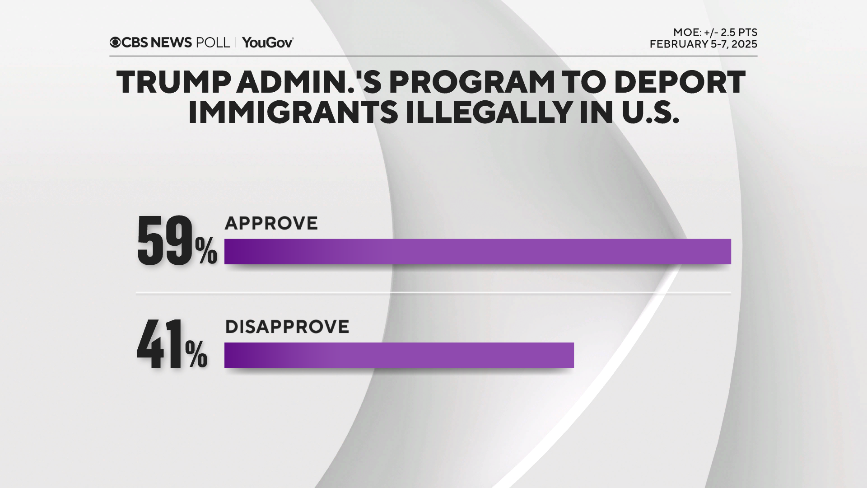 CBS NEWS POLL | YouGov
MOE: +/- 2.5 PTS
FEBRUARY 5-7, 2025
TRUMP ADMIN.'S PROGRAM TO DEPORT
IMMIGRANTS ILLEGALLY IN U.S.
59% APPROVE
41% DISAPPROVE